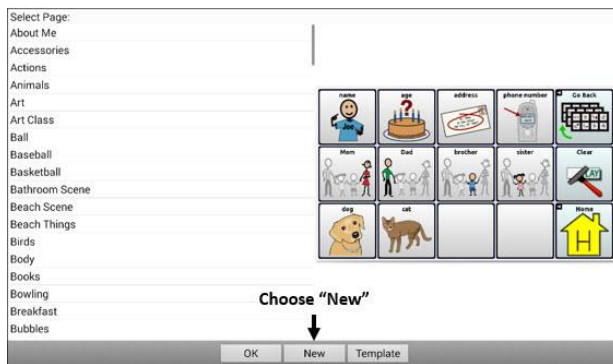 Select Page:
About Me
Accessories
Actions
Animals
Art
Art Class
Ball
Baseball
Basketball
Bathroom Scene
Beach Scene
Beach Things
Birds
Body
Books
Bowling
Breakfast
Bubbles
name age address phone number Go Back
Joe
Mom Dad brother sister Clear
dog cat Home
H
Choose “New”
OK New Template